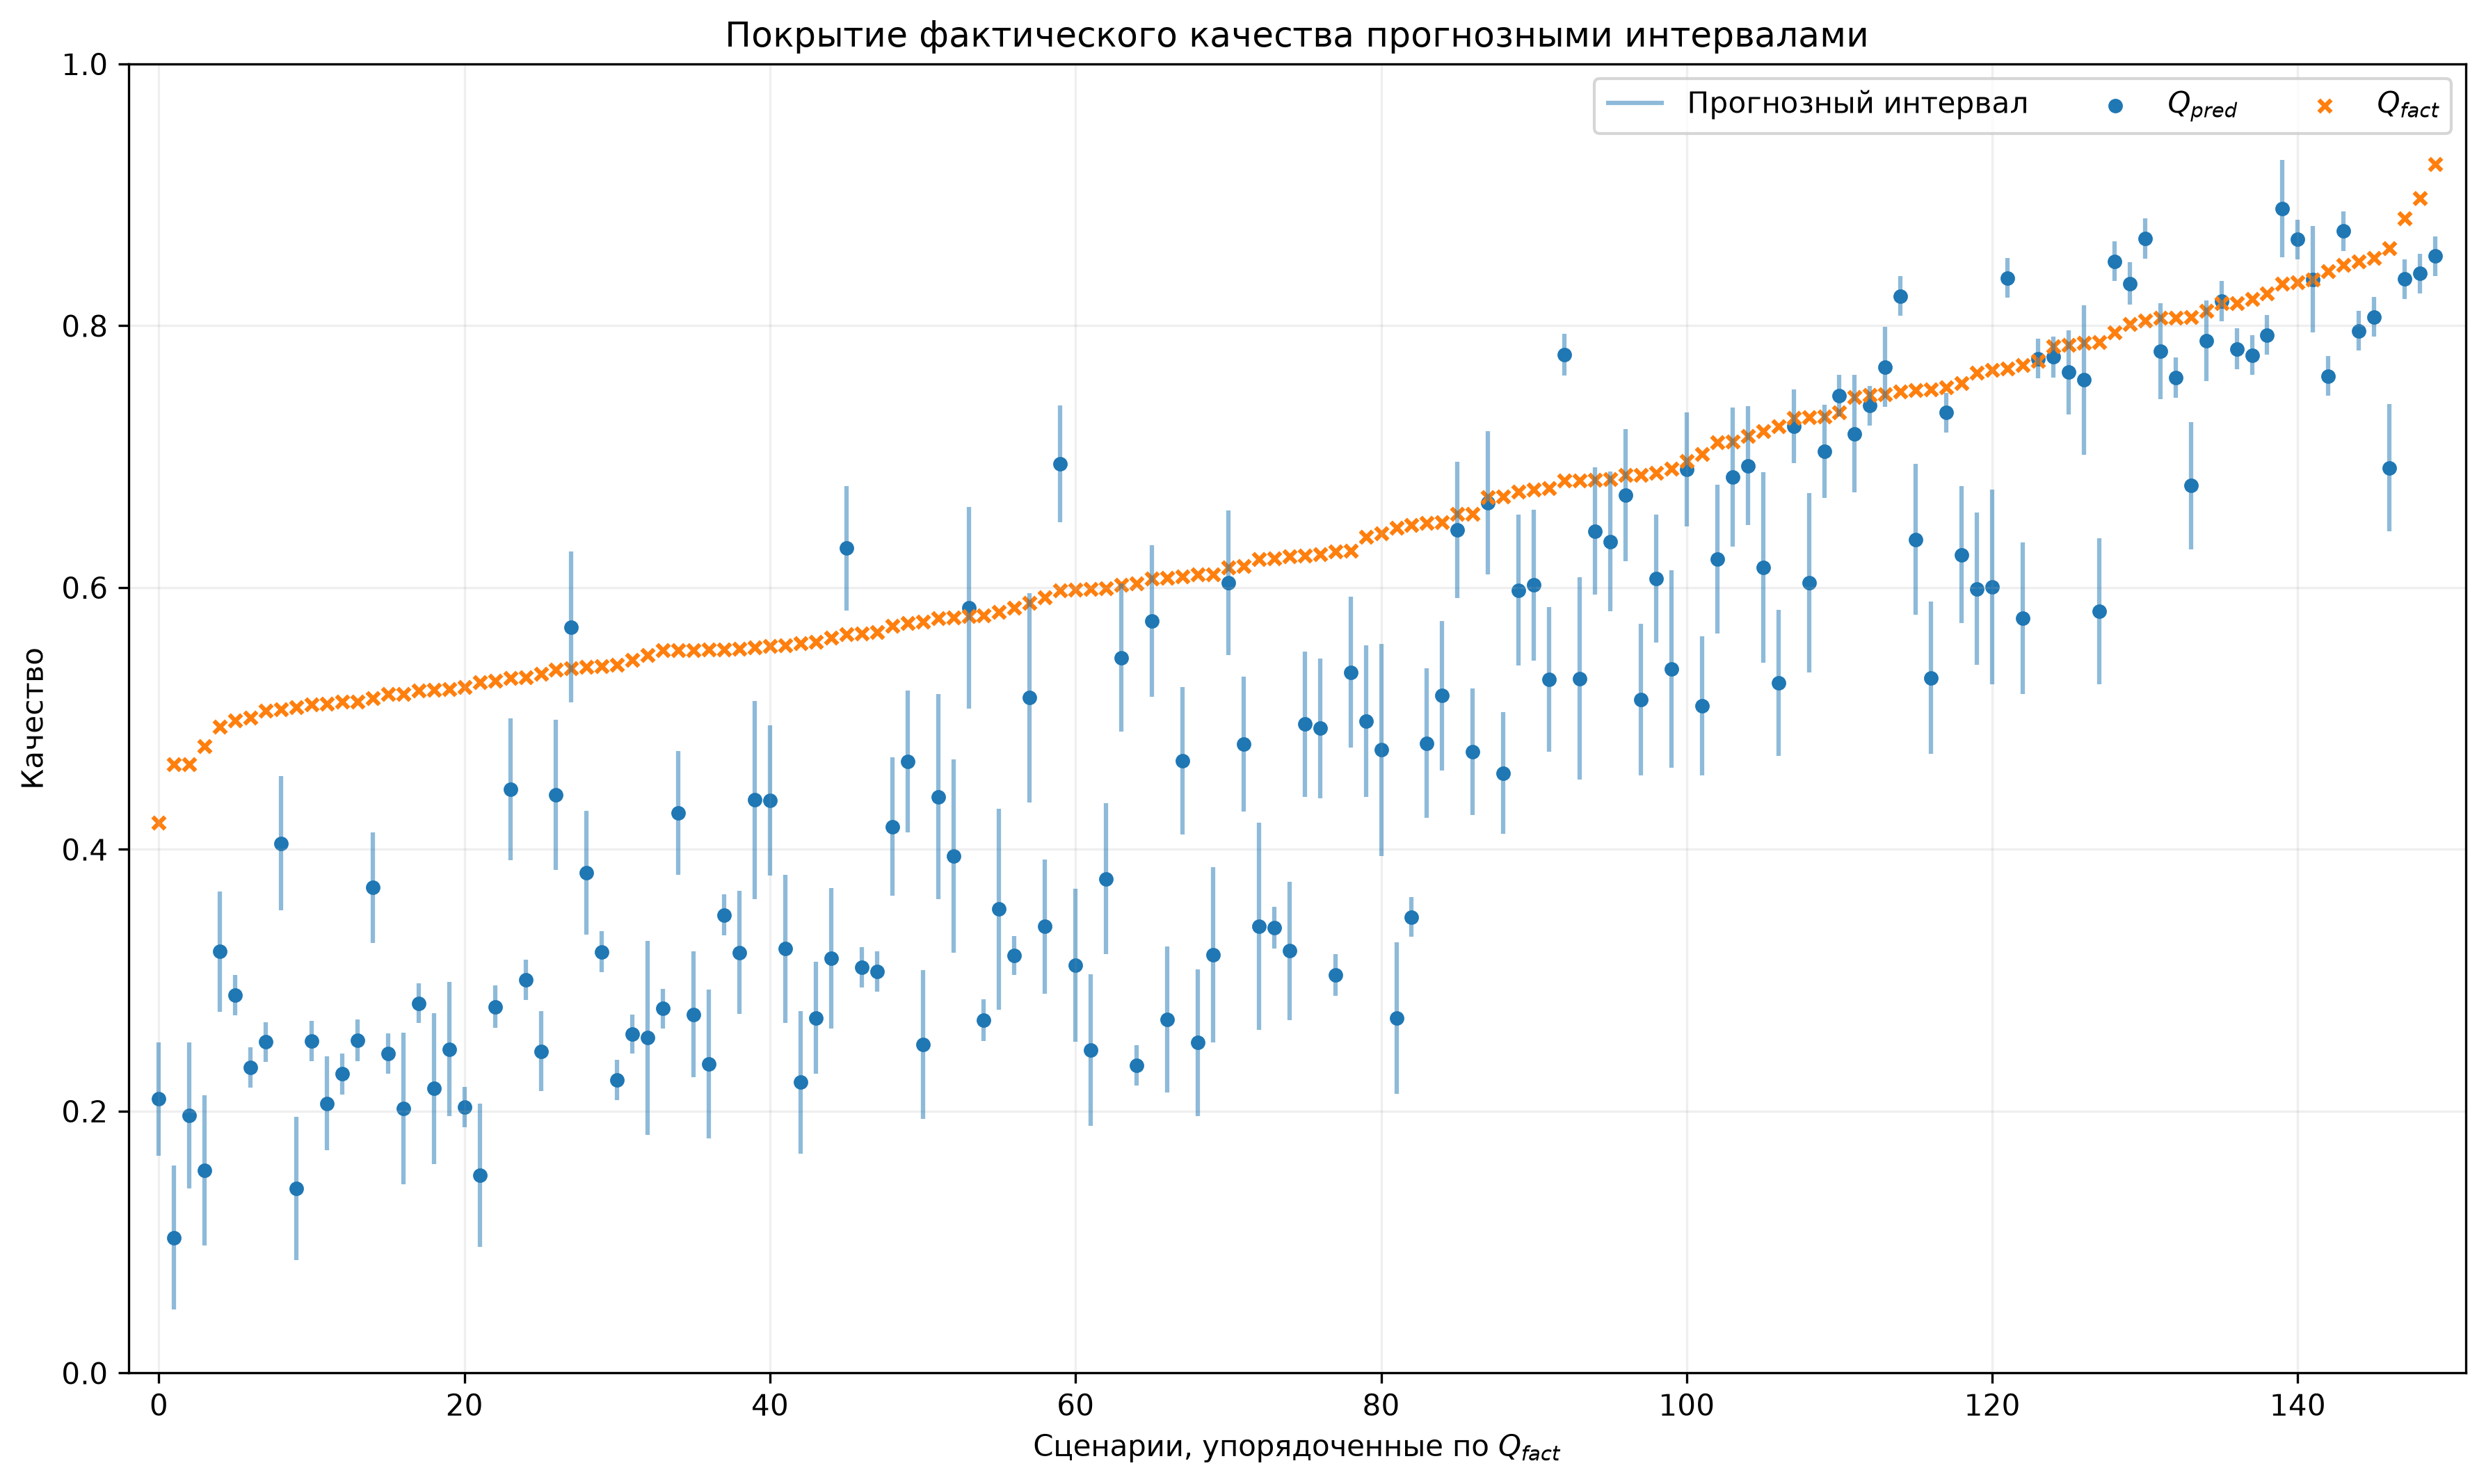 Покрытие фактического качества прогнозными интервалами
Прогнозный интервал Q_pred Q_fact
1.0
0.8
0.6
0.4
0.2
0.0
Качество
0 20 40 60 80 100 120 140
Сценарии, упорядоченные по Q_fact